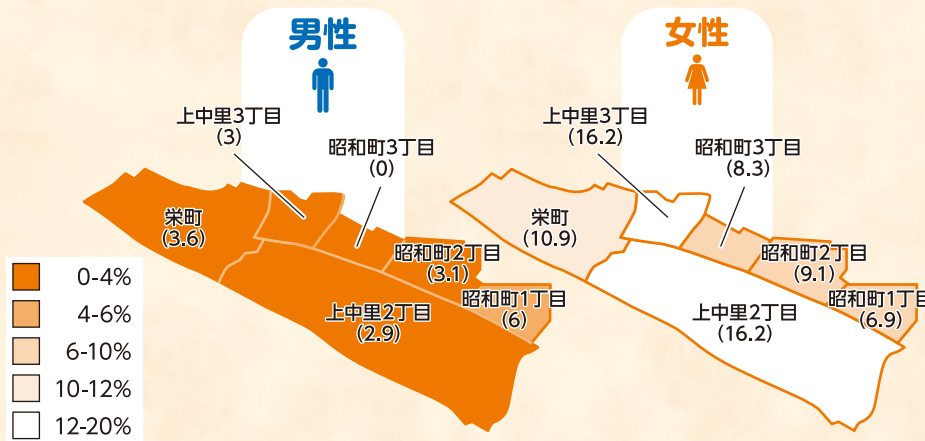 男性
上中里3丁目
(3)
昭和町3丁目
(0)
栄町
(3.6)
昭和町2丁目
(3.1)
昭和町1丁目
(6)
上中里2丁目
(2.9)
女性
上中里3丁目
(16.2)
昭和町3丁目
(8.3)
栄町
(10.9)
昭和町2丁目
(9.1)
昭和町1丁目
(6.9)
上中里2丁目
(16.2)
0-4%
4-6%
6-10%
10-12%
12-20%